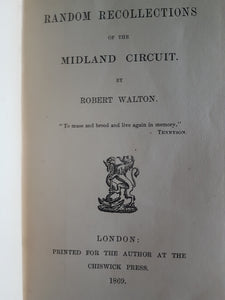 RANDOM RECOLLECTIONS
OF THE
MIDLAND CIRCUIT.
BY
ROBERT WALTON.
"To muse and brood and live again in memory."
TENNYSON.
LONDON:
PRINTED FOR THE AUTHOR AT THE
CHISWICK PRESS.
1869.